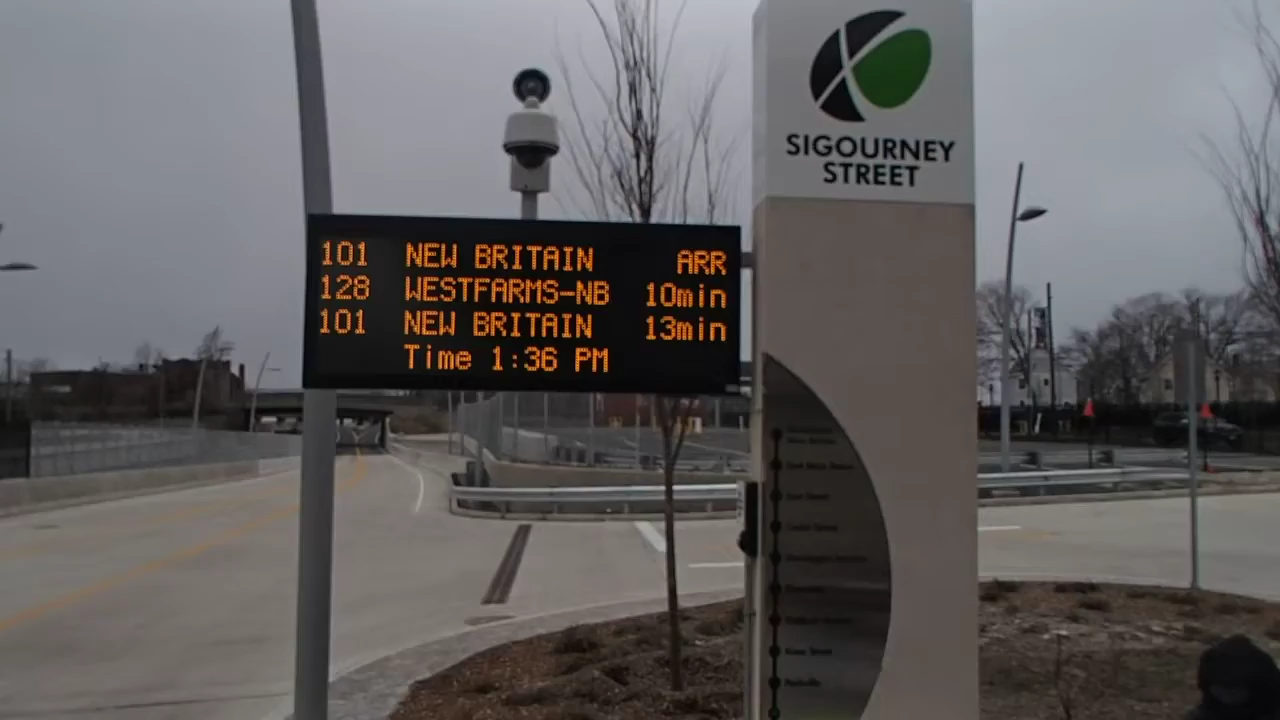 SIGOURNEY
STREET
101 NEW BRITAIN ARR
128 WESTFARMS-NB 10min
101 NEW BRITAIN 13min
Time 1:36 PM